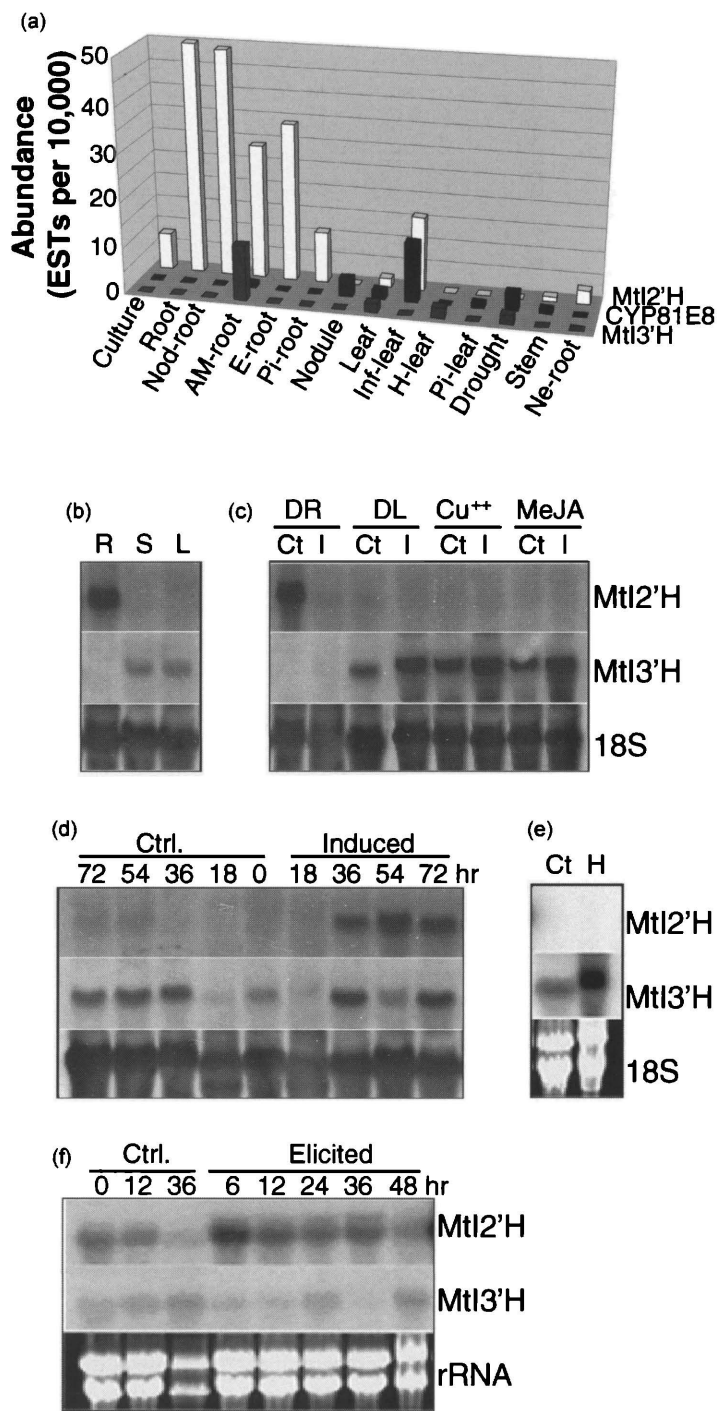 (a)
Abundance
(ESTs per 10,000)
50
40
30
20
10
0
Culture
Root
Nod-root
AM-root
E-root
Pi-root
Nodule
Leaf
Inf-leaf
H-leaf
Pi-leaf
Drought
Stem
Ne-root
MtI2'H
CYP81E8
MtI3'H
(b)
R S L
(c)
DR DL Cu++ MeJA
Ct I Ct I Ct I Ct I
MtI2'H
MtI3'H
18S
(d)
Ctrl. Induced
72 54 36 18 0 18 36 54 72 hr
(e)
Ct H
MtI2'H
MtI3'H
18S
(f)
Ctrl. Elicited
0 12 36 6 12 24 36 48 hr
MtI2'H
MtI3'H
rRNA